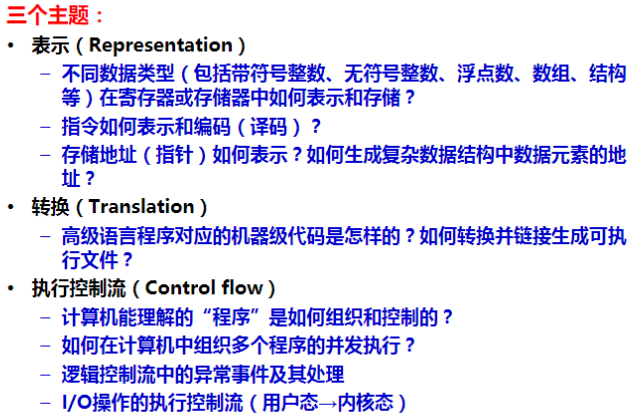 三个主题：
• 表示（Representation）
– 不同数据类型（包括带符号整数、无符号整数、浮点数、数组、结构
等）在寄存器或存储器中如何表示和存储？
– 指令如何表示和编码（译码）？
– 存储地址（指针）如何表示？如何生成复杂数据结构中数据元素的地
址？
• 转换（Translation）
– 高级语言程序对应的机器级代码是怎样的？如何转换并链接生成可执
行文件？
• 执行控制流（Control flow）
– 计算机能理解的“程序”是如何组织和控制的？
– 如何在计算机中组织多个程序的并发执行？
– 逻辑控制流中的异常事件及其处理
– I/O操作的执行控制流（用户态→内核态）